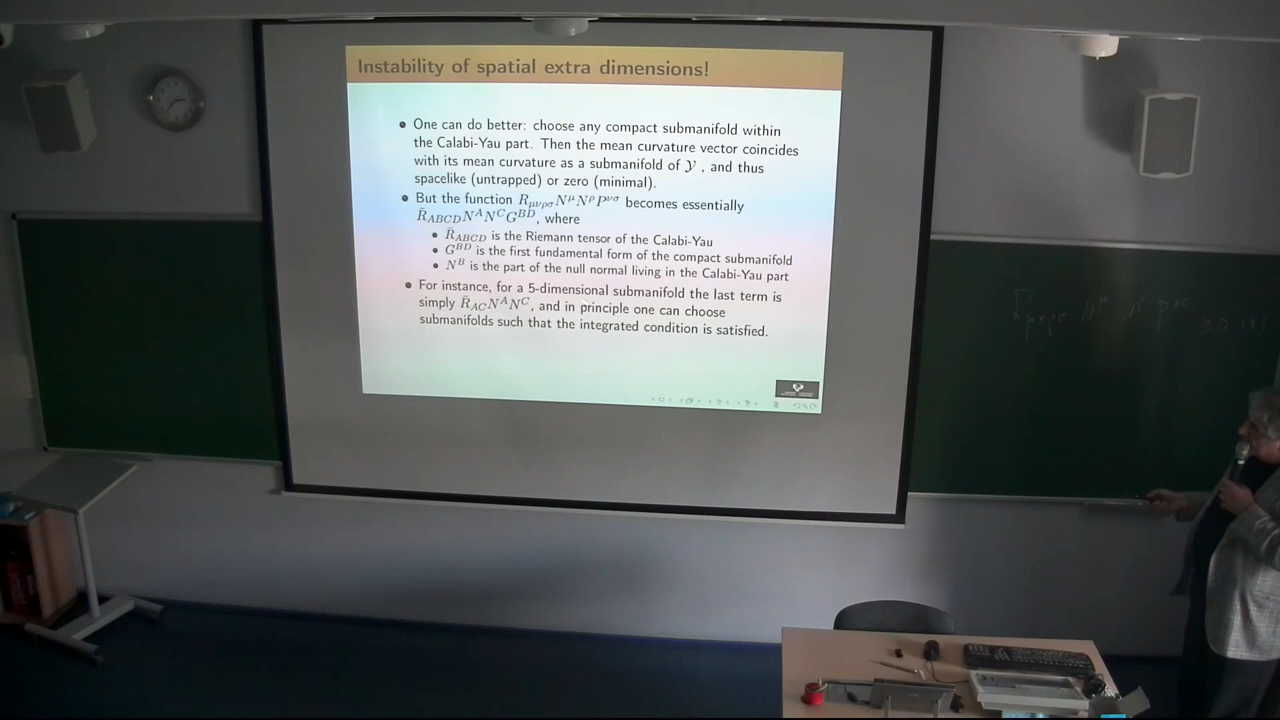 Instability of spatial extra dimensions!
• One can do better: choose any compact submanifold within
the Calabi-Yau part. Then the mean curvature vector coincides
with its mean curvature as a submanifold of 𝒴 , and thus
spacelike (untrapped) or zero (minimal).
• But the function R_{μνρσ}N^μN^ρP^{νσ} becomes essentially
R̄_{ABCD}N^AN^CG^{BD}, where
• R̄_{ABCD} is the Riemann tensor of the Calabi-Yau
• G^{BD} is the first fundamental form of the compact submanifold
• N^B is the part of the null normal living in the Calabi-Yau part
• For instance, for a 5-dimensional submanifold the last term is
simply R̄_{AC}N^AN^C, and in principle one can choose
submanifolds such that the integrated condition is satisfied.